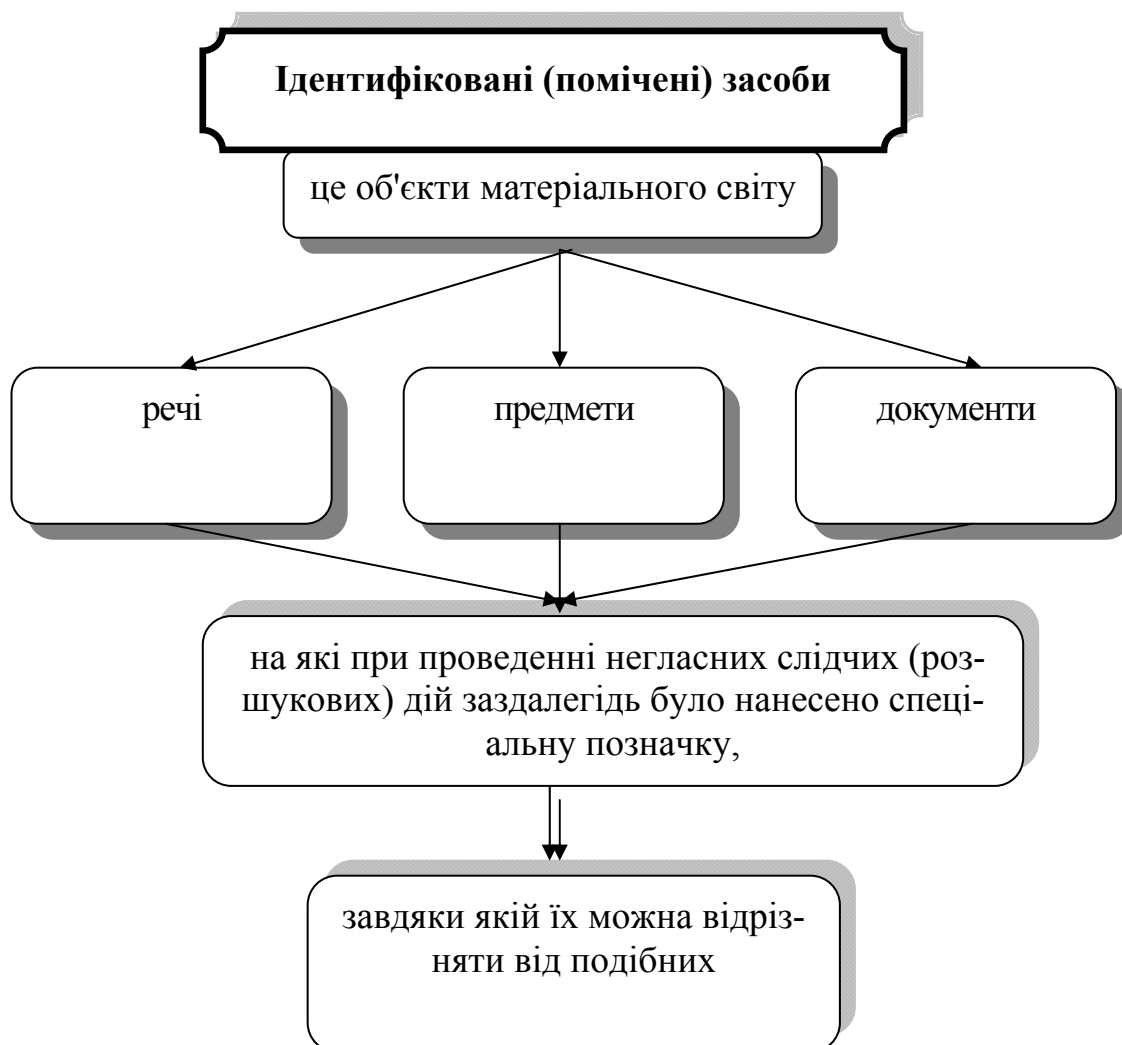 Ідентифіковані (помічені) засоби
це об'єкти матеріального світу
речі
предмети
документи
на які при проведенні негласних слідчих (роз-
шукових) дій заздалегідь було нанесено спеці-
альну позначку,
завдяки якій їх можна відріз-
няти від подібних